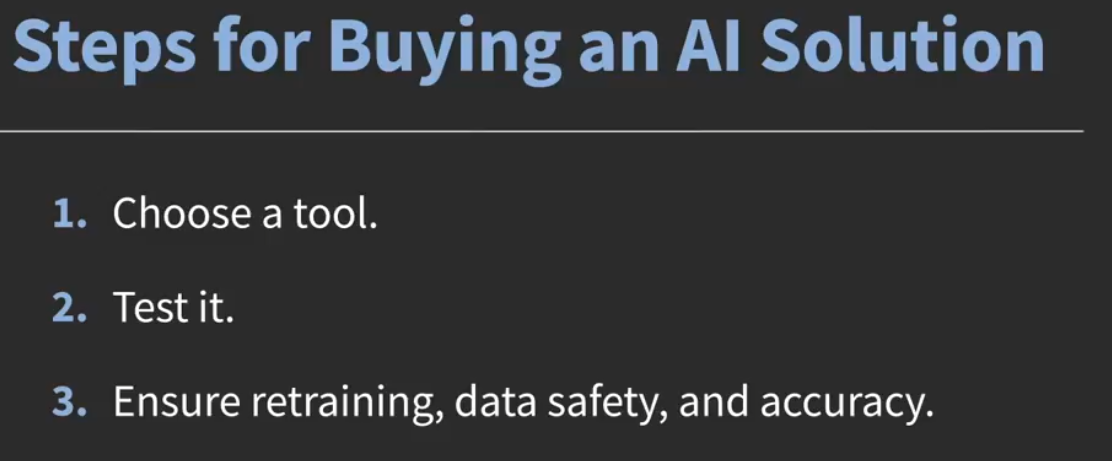 Steps for Buying an AI Solution
1. Choose a tool.
2. Test it.
3. Ensure retraining, data safety, and accuracy.